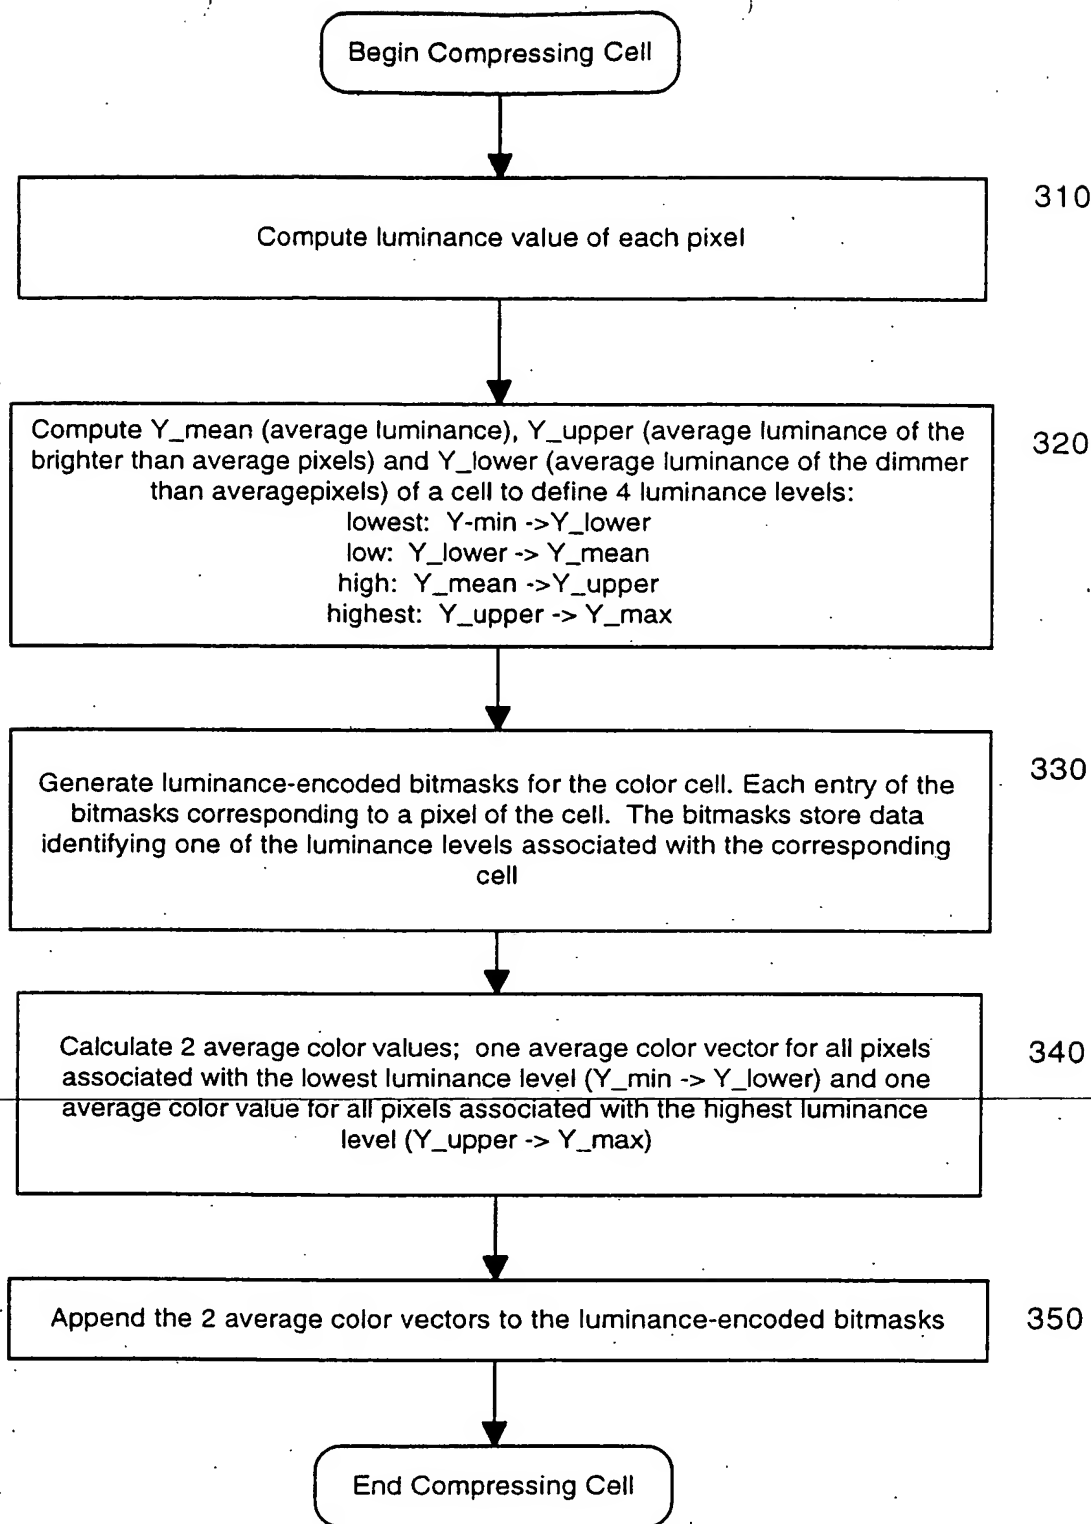 Begin Compressing Cell
310
Compute luminance value of each pixel
320
Compute Y_mean (average luminance), Y_upper (average luminance of the
brighter than average pixels) and Y_lower (average luminance of the dimmer
than averagepixels) of a cell to define 4 luminance levels:
lowest: Y-min ->Y_lower
low: Y_lower -> Y_mean
high: Y_mean ->Y_upper
highest: Y_upper -> Y_max
330
Generate luminance-encoded bitmasks for the color cell. Each entry of the
bitmasks corresponding to a pixel of the cell. The bitmasks store data
identifying one of the luminance levels associated with the corresponding
cell
340
Calculate 2 average color values; one average color vector for all pixels
associated with the lowest luminance level (Y_min -> Y_lower) and one
average color value for all pixels associated with the highest luminance
level (Y_upper -> Y_max)
350
Append the 2 average color vectors to the luminance-encoded bitmasks
End Compressing Cell